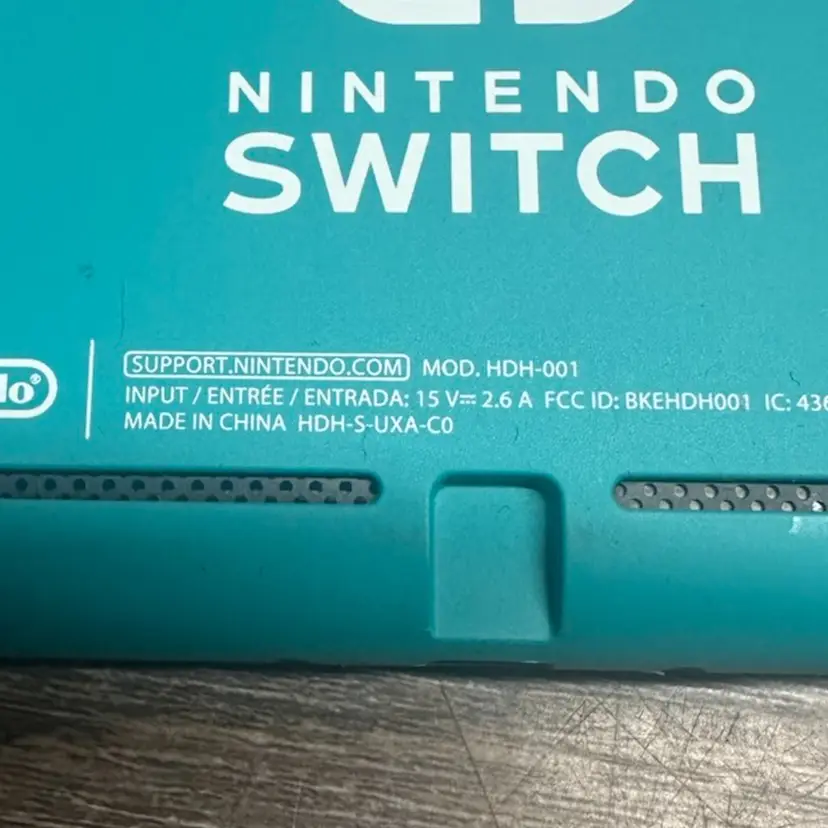 NINTENDO
SWITCH
SUPPORT.NINTENDO.COM MOD. HDH-001
INPUT / ENTRÉE / ENTRADA: 15 V⎓ 2.6 A FCC ID: BKEHDH001 IC:
MADE IN CHINA HDH-S-UXA-C0